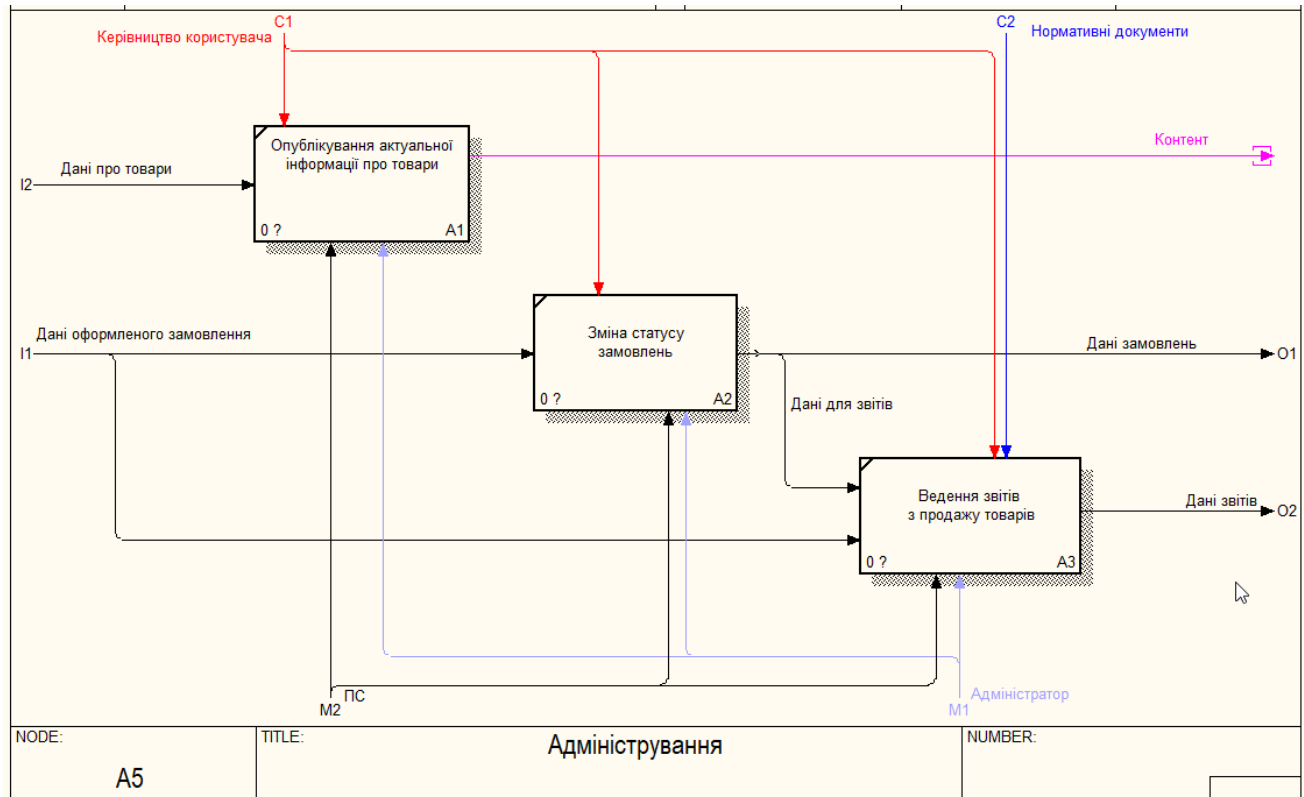 C1
C2
Керівництво користувача
Нормативні документи
Опублікування актуальної
інформації про товари
0 ?
A1
Контент
Дані про товари
I2
Дані оформленого замовлення
I1
Зміна статусу
замовлень
0 ?
A2
Дані замовлень
O1
Дані для звітів
Ведення звітів
з продажу товарів
0 ?
A3
Дані звітів
O2
ПС
M2
Адміністратор
M1
NODE:
A5
TITLE:
Адміністрування
NUMBER: